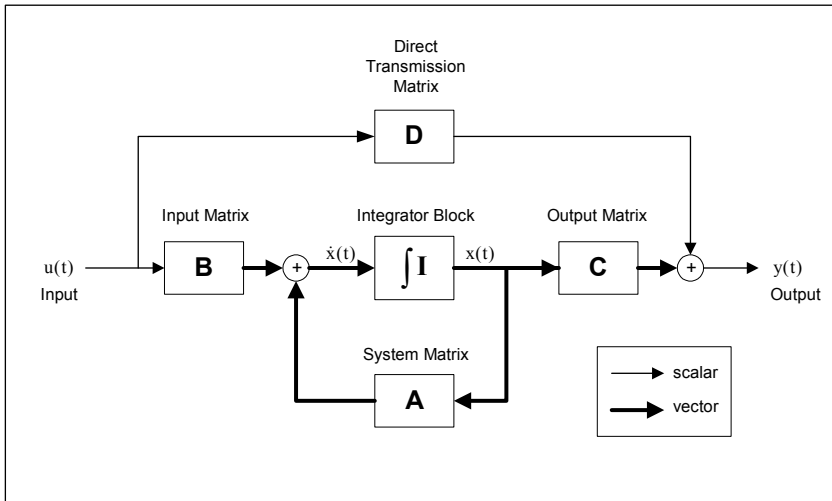 Direct
Transmission
Matrix
D
Input Matrix
Integrator Block
Output Matrix
u(t)
Input
B
+
ẋ(t)
∫I
x(t)
C
+
y(t)
Output
System Matrix
A
scalar
vector